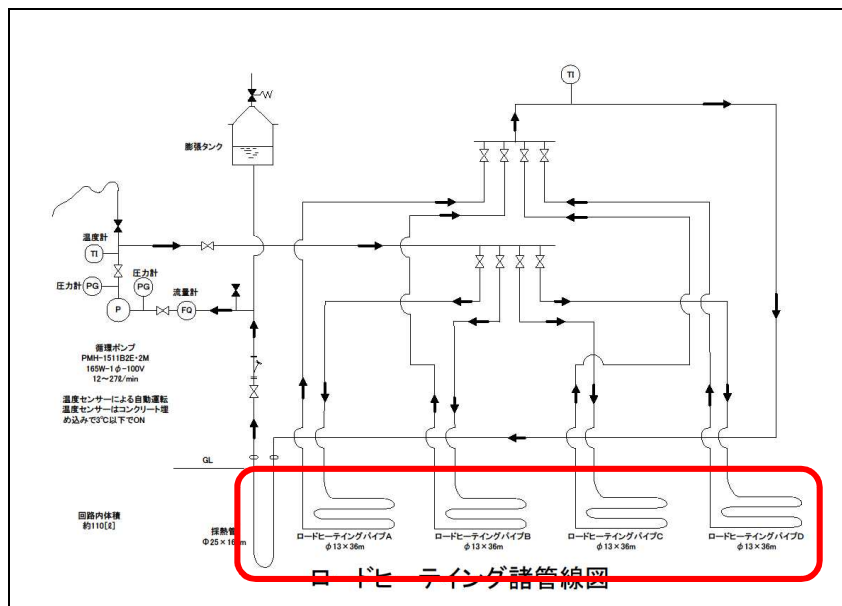 TI
膨張タンク
温度計
TI
圧力計
圧力計
PG
PG
流量計
P
FQ
循環ポンプ
PMH-1511B2E・2M
165W-1φ-100V
12～27ℓ/min
温度センサーによる自動運転
温度センサーはコンクリート埋
め込みで3℃以下でON
GL
回路内体積
約110[ℓ]
採熱管
ロードヒーテイングパイプA
φ13×36m
ロードヒーテイングパイプB
φ13×36m
ロードヒーテイングパイプC
φ13×36m
ロードヒーテイングパイプD
φ13×36m
ロードヒーテイング諸管線図